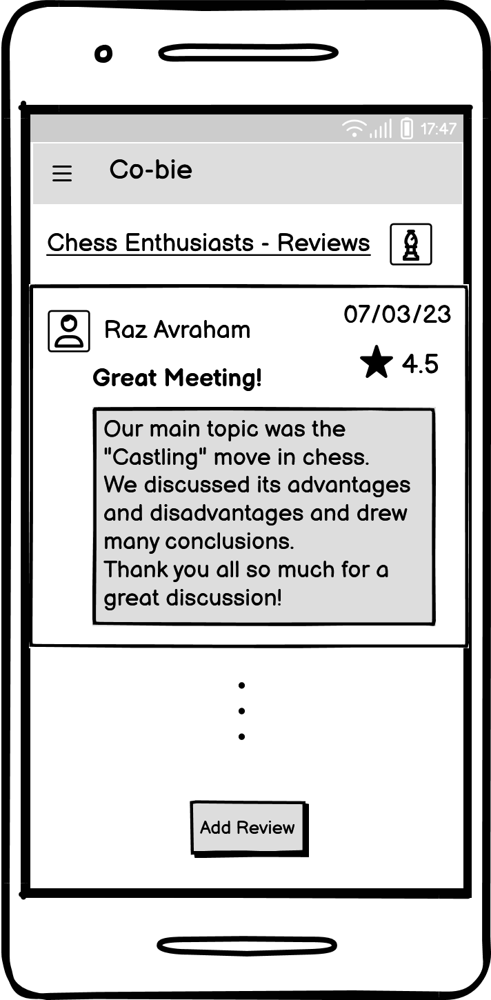 17:47
Co-bie
Chess Enthusiasts - Reviews
Raz Avraham
07/03/23
4.5
Great Meeting!
Our main topic was the
"Castling" move in chess.
We discussed its advantages
and disadvantages and drew
many conclusions.
Thank you all so much for a
great discussion!
Add Review